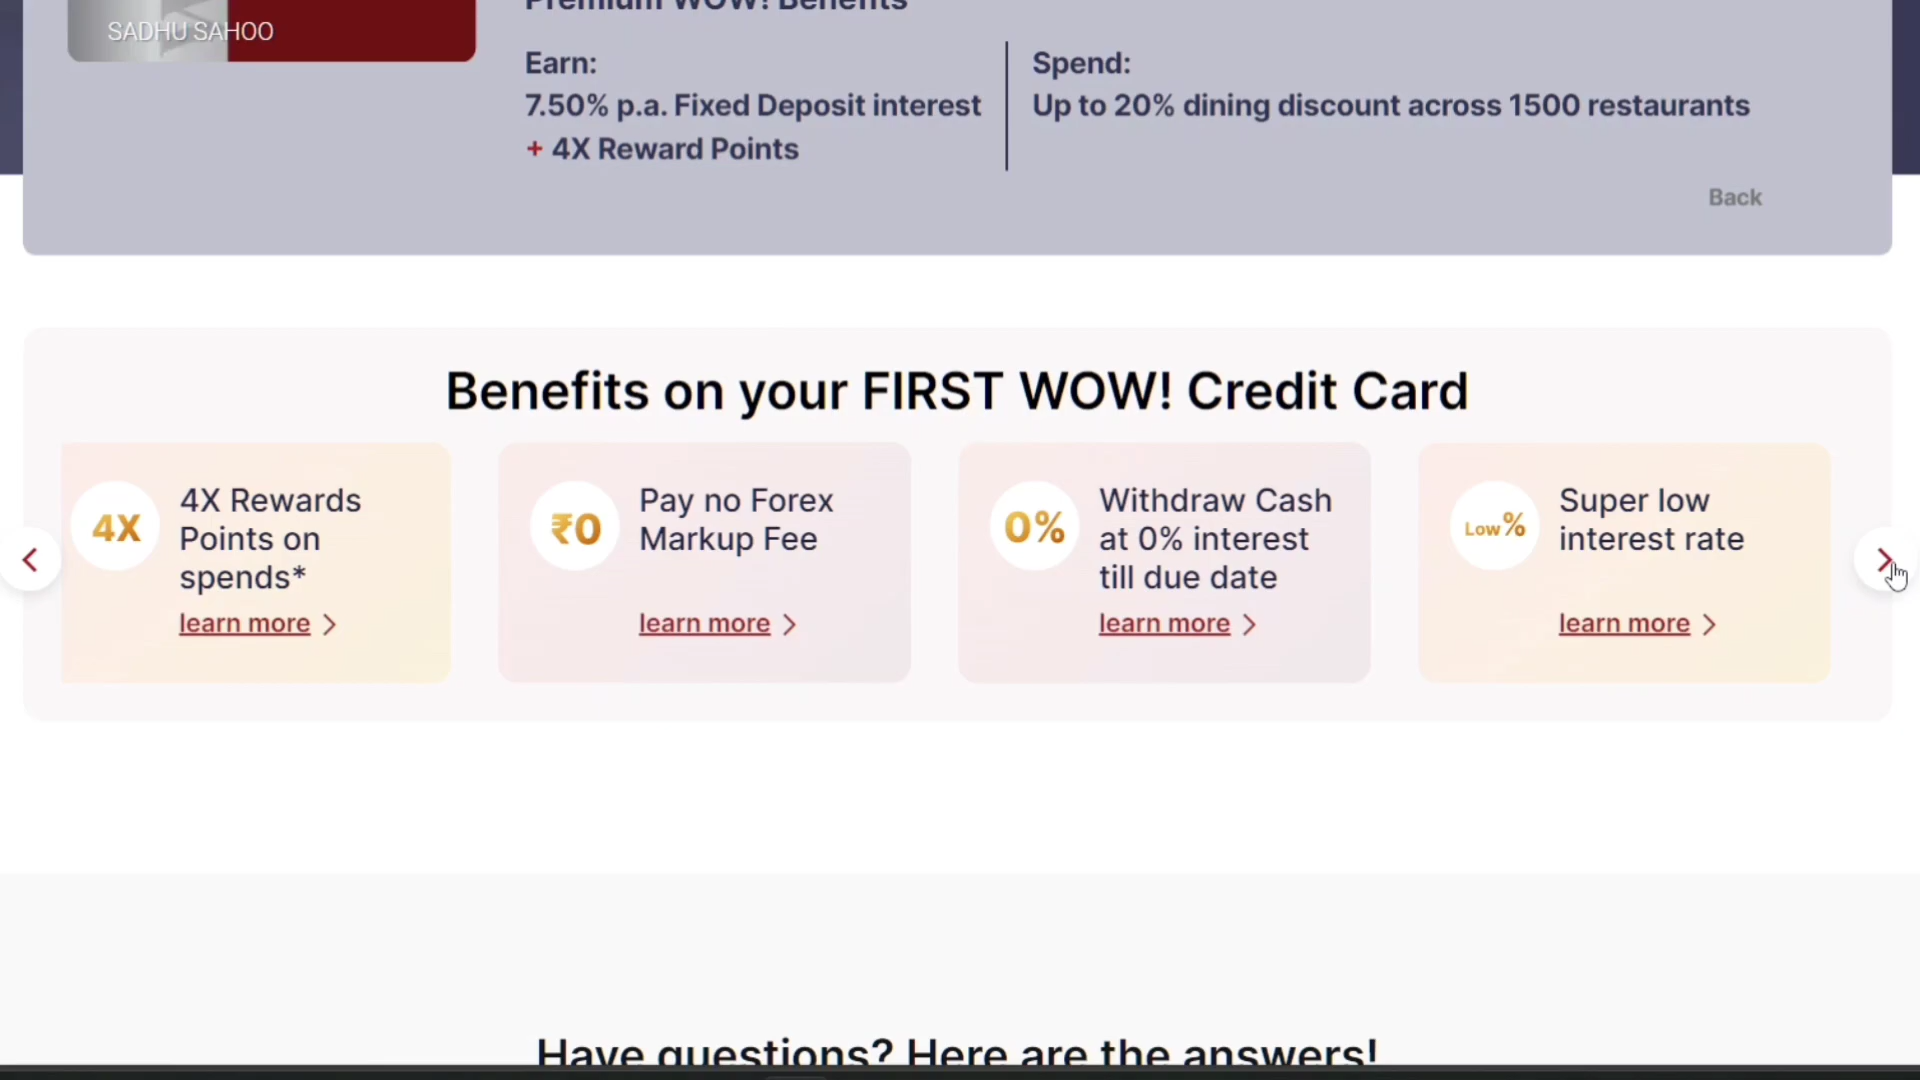 Premium WOW! Benefits
SADHU SAHOO
Earn:
7.50% p.a. Fixed Deposit interest
+ 4X Reward Points
Spend:
Up to 20% dining discount across 1500 restaurants
Back
Benefits on your FIRST WOW! Credit Card
4X
4X Rewards
Points on
spends*
learn more
₹0
Pay no Forex
Markup Fee
learn more
0%
Withdraw Cash
at 0% interest
till due date
learn more
Low%
Super low
interest rate
learn more
Have questions? Here are the answers!